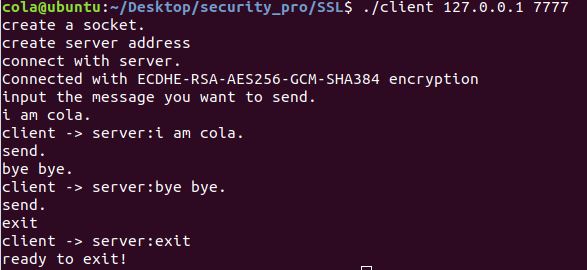 cola@ubuntu:~/Desktop/security_pro/SSL$ ./client 127.0.0.1 7777
create a socket.
create server address
connect with server.
Connected with ECDHE-RSA-AES256-GCM-SHA384 encryption
input the message you want to send.
i am cola.
client -> server:i am cola.
send.
bye bye.
client -> server:bye bye.
send.
exit
client -> server:exit
ready to exit!